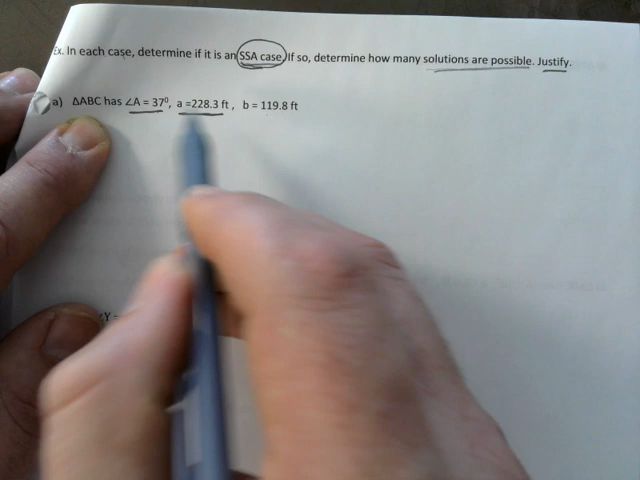 Ex. In each case, determine if it is an SSA case. If so, determine how many solutions are possible. Justify.
a) ΔABC has ∠A = 37⁰, a =228.3 ft , b = 119.8 ft